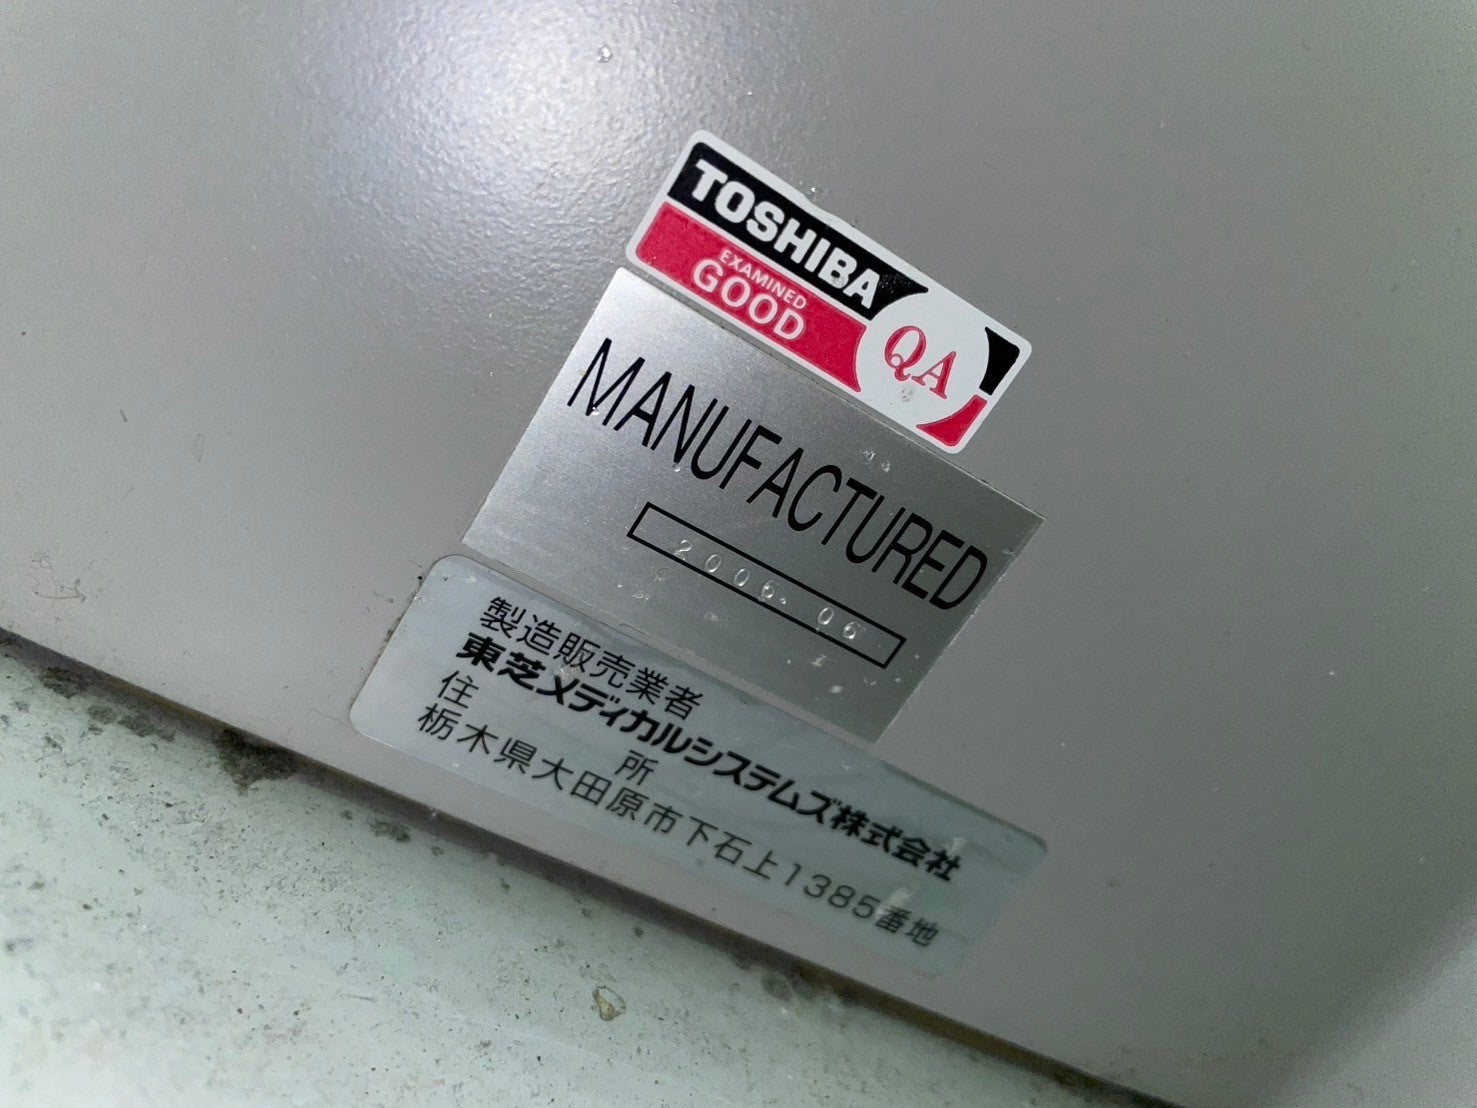 TOSHIBA
EXAMINED
GOOD
QA
MANUFACTURED
2006.06
製造販売業者
東芝メディカルシステムズ株式会社
住　　　所
栃木県大田原市下石上1385番地